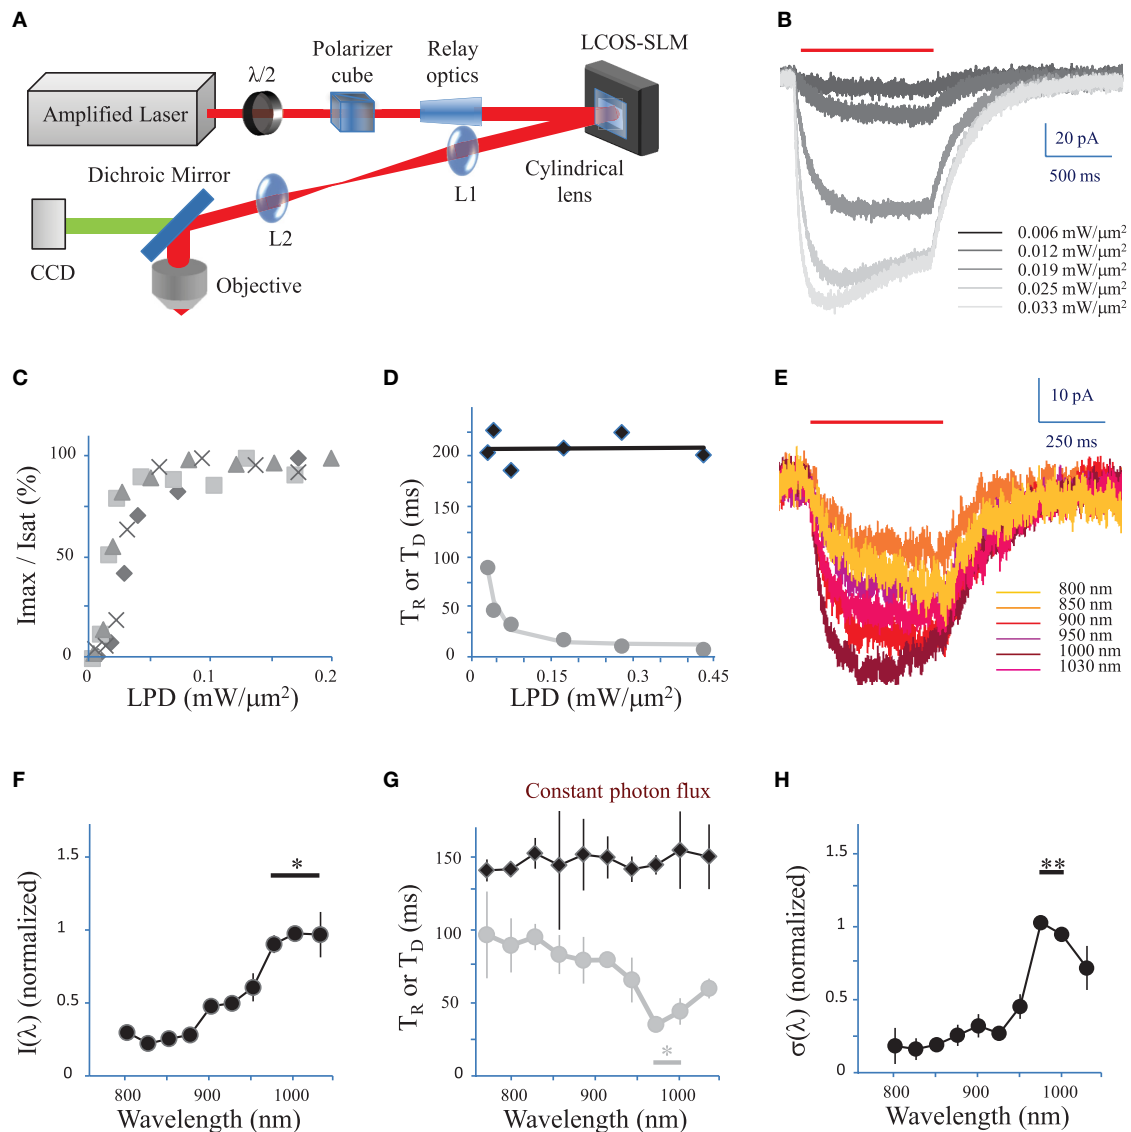 A
Amplified Laser
λ/2
Polarizer
cube
Relay
optics
LCOS-SLM
Cylindrical
lens
L1
L2
Dichroic Mirror
CCD
Objective
B
20 pA
500 ms
0.006 mW/μm²
0.012 mW/μm²
0.019 mW/μm²
0.025 mW/μm²
0.033 mW/μm²
C
Imax / Isat (%)
100
50
0
0
0.1
0.2
LPD (mW/μm²)
D
T_R or T_D (ms)
200
150
100
50
0
0
0.15
0.3
0.45
LPD (mW/μm²)
E
10 pA
250 ms
800 nm
850 nm
900 nm
950 nm
1000 nm
1030 nm
F
I(λ) (normalized)
1.5
1
0.5
0
*
800
900
1000
Wavelength (nm)
G
Constant photon flux
T_R or T_D (ms)
150
100
50
0
*
800
900
1000
Wavelength (nm)
H
σ(λ) (normalized)
1.5
1
0.5
0
**
800
900
1000
Wavelength (nm)